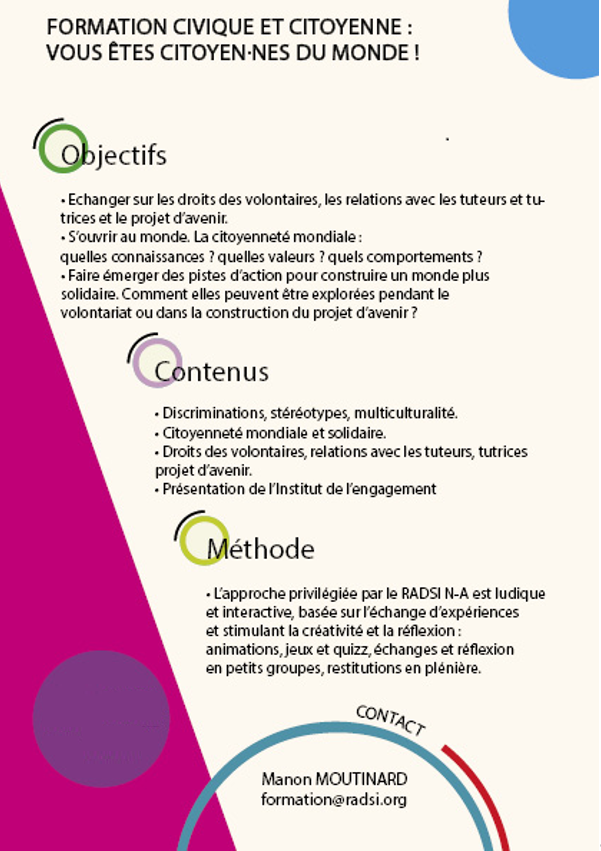 FORMATION CIVIQUE ET CITOYENNE :
VOUS ÊTES CITOYEN·NES DU MONDE !
Objectifs
• Echanger sur les droits des volontaires, les relations avec les tuteurs et tu-
trices et le projet d'avenir.
• S'ouvrir au monde. La citoyenneté mondiale :
quelles connaissances ? quelles valeurs ? quels comportements ?
• Faire émerger des pistes d'action pour construire un monde plus
solidaire. Comment elles peuvent être explorées pendant le
volontariat ou dans la construction du projet d'avenir ?
Contenus
• Discriminations, stéréotypes, multiculturalité.
• Citoyenneté mondiale et solidaire.
• Droits des volontaires, relations avec les tuteurs, tutrices
projet d'avenir.
• Présentation de l'Institut de l'engagement
Méthode
• L'approche privilégiée par le RADSI N-A est ludique
et interactive, basée sur l'échange d'expériences
et stimulant la créativité et la réflexion :
animations, jeux et quizz, échanges et réflexion
en petits groupes, restitutions en plénière.
CONTACT
Manon MOUTINARD
formation@radsi.org